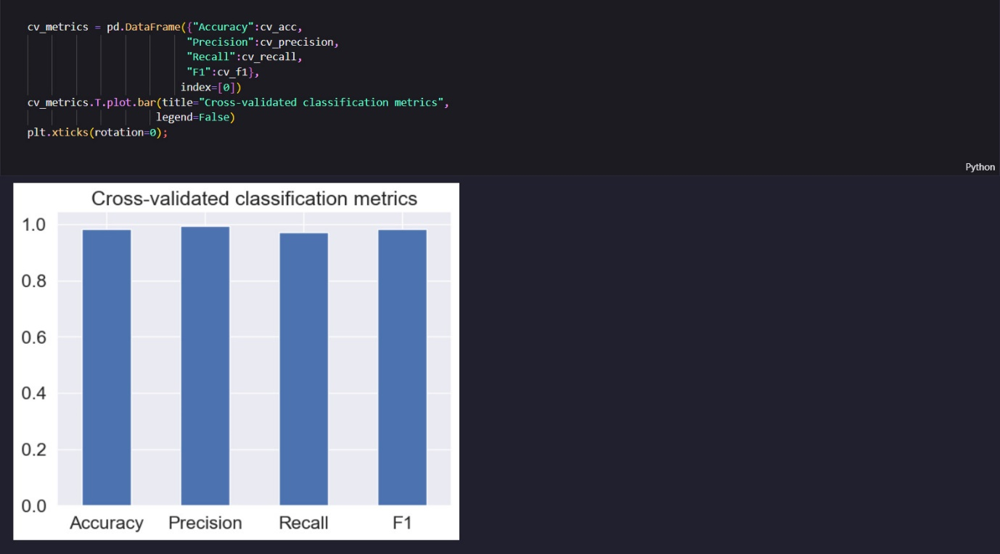 cv_metrics = pd.DataFrame({"Accuracy":cv_acc,
"Precision":cv_precision,
"Recall":cv_recall,
"F1":cv_f1},
index=[0])
cv_metrics.T.plot.bar(title="Cross-validated classification metrics",
legend=False)
plt.xticks(rotation=0);
Python
Cross-validated classification metrics
1.0
0.8
0.6
0.4
0.2
0.0
Accuracy Precision Recall F1